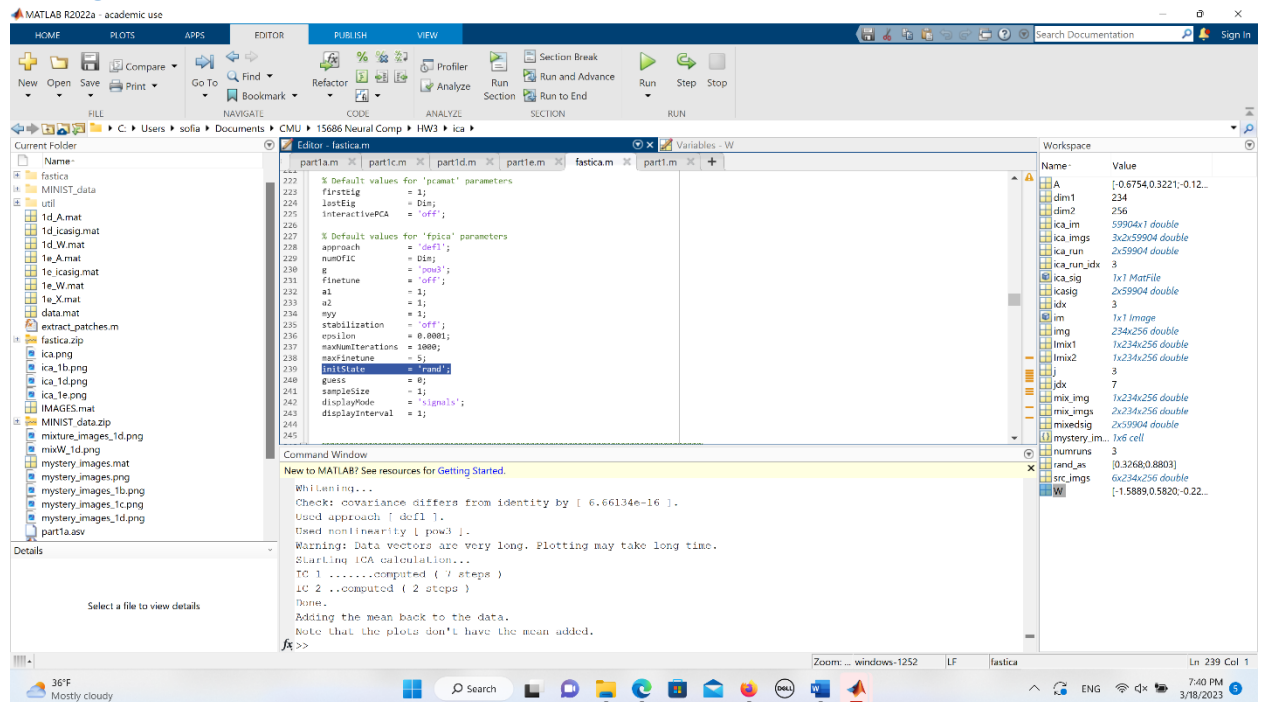 MATLAB R2022a - academic use
HOME PLOTS APPS EDITOR PUBLISH VIEW Search Documentation Sign In
New Open Save Compare Print Go To Find Bookmark Refactor Profiler Analyze Run Section Section Break Run and Advance Run to End Run Step Stop
FILE NAVIGATE CODE ANALYZE SECTION RUN
C: Users sofia Documents CMU 15686 Neural Comp HW3 ica
Current Folder
Name
fastica
MINIST_data
util
1d_A.mat
1d_icasig.mat
1d_W.mat
1e_A.mat
1e_icasig.mat
1e_W.mat
1e_X.mat
data.mat
extract_patches.m
fastica.zip
ica.png
ica_1b.png
ica_1d.png
ica_1e.png
IMAGES.mat
MINIST_data.zip
mixture_images_1d.png
mixW_1d.png
mystery_images.mat
mystery_images.png
mystery_images_1b.png
mystery_images_1c.png
mystery_images_1d.png
part1a.asv
Details
Select a file to view details
Editor - fastica.m Variables - W
part1a.m part1c.m part1d.m part1e.m fastica.m part1.m
222 % Default values for 'pcamat' parameters
223 firstEig = 1;
224 lastEig = Dim;
225 interactivePCA = 'off';
226
227 % Default values for 'fpica' parameters
228 approach = 'defl';
229 numOfIC = Dim;
230 g = 'pow3';
231 finetune = 'off';
232 a1 = 1;
233 a2 = 1;
234 myy = 1;
235 stabilization = 'off';
236 epsilon = 0.0001;
237 maxNumIterations = 1000;
238 maxFinetune = 5;
239 initState = 'rand';
240 guess = 0;
241 sampleSize = 1;
242 displayMode = 'signals';
243 displayInterval = 1;
244
245
Command Window
New to MATLAB? See resources for Getting Started.
Whitening...
Check: covariance differs from identity by [ 6.66134e-16 ].
Used approach [ defl ].
Used nonlinearity [ pow3 ].
Warning: Data vectors are very long. Plotting may take long time.
Starting ICA calculation...
IC 1 .......computed ( 7 steps )
IC 2 ..computed ( 2 steps )
Done.
Adding the mean back to the data.
Note that the plots don't have the mean added.
fx >>
Workspace
Name Value
A [-0.6754,0.3221;-0.12...
dim1 234
dim2 256
ica_im 59904x1 double
ica_imgs 3x2x59904 double
ica_run 2x59904 double
ica_run_idx 3
ica_sig 1x1 MatFile
icasig 2x59904 double
idx 3
im 1x1 Image
img 234x256 double
Imix1 1x234x256 double
Imix2 1x234x256 double
j 3
jdx 7
mix_img 1x234x256 double
mix_imgs 2x234x256 double
mixedsig 2x59904 double
mystery_im... 1x6 cell
numruns 3
rand_as [0.3268;0.8803]
src_imgs 6x234x256 double
W [-1.5889,0.5820;-0.22...
Zoom: ... windows-1252 LF fastica Ln 239 Col 1
36°F
Mostly cloudy
Search
DELL
ENG
7:40 PM
3/18/2023
5